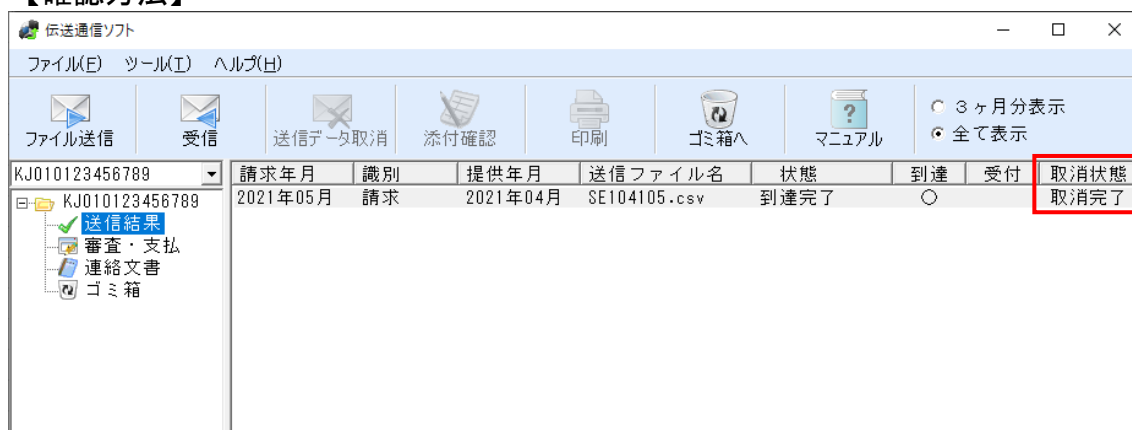 【確認方法】
伝送通信ソフト
ファイル(F) ツール(T) ヘルプ(H)
ファイル送信 受信 送信データ取消 添付確認 印刷 ゴミ箱へ マニュアル
3ヶ月分表示
全て表示
KJ010123456789
請求年月 識別 提供年月 送信ファイル名 状態 到達 受付 取消状態
2021年05月 請求 2021年04月 SE104105.csv 到達完了 ○ 取消完了
KJ010123456789
送信結果
審査・支払
連絡文書
ゴミ箱